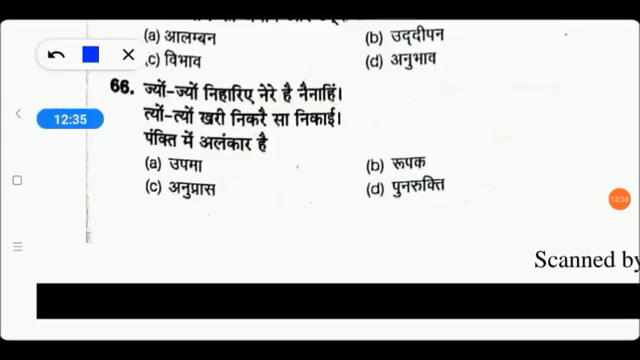 (a) आलम्बन (b) उद्दीपन
(c) विभाव (d) अनुभाव
66. ज्यों-ज्यों निहारिए नेरे है नैनाहिं।
त्यों-त्यों खरी निकरै सा निकाई।
पंक्ति में अलंकार है
(a) उपमा (b) रूपक
(c) अनुप्रास (d) पुनरुक्ति
12:35
Scanned by